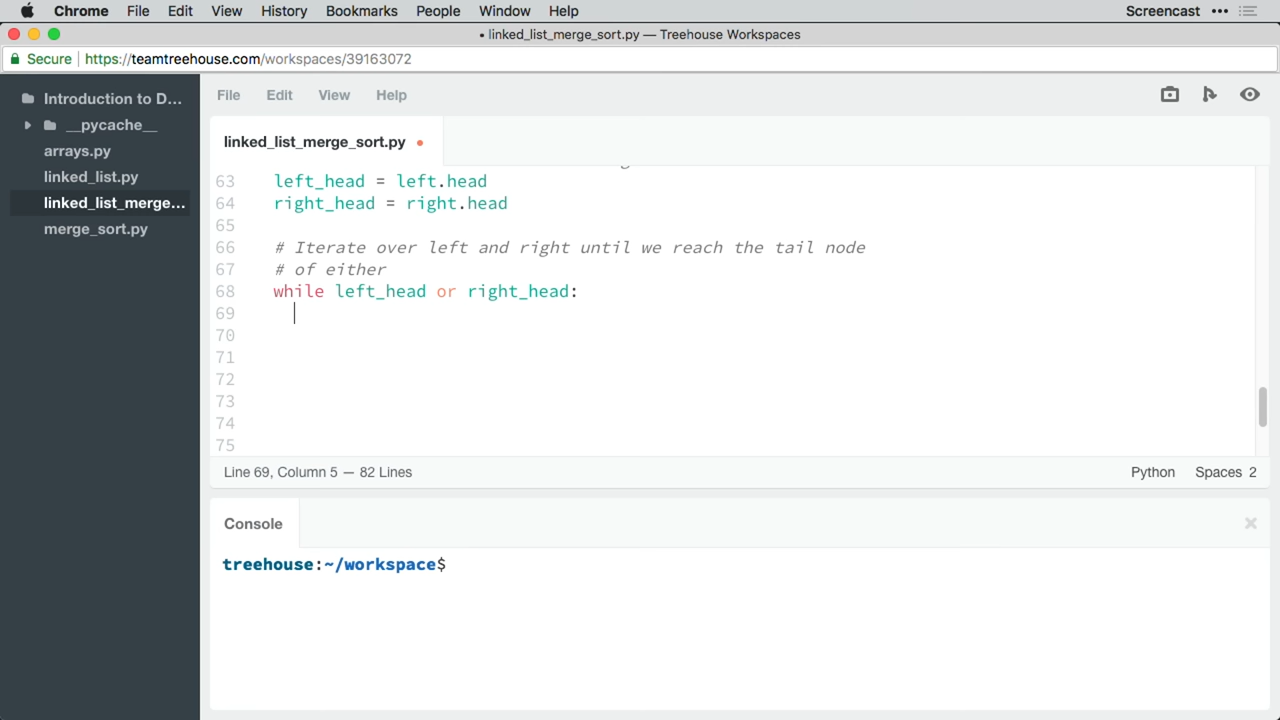 Chrome File Edit View History Bookmarks People Window Help Screencast •••
• linked_list_merge_sort.py — Treehouse Workspaces
Secure | https://teamtreehouse.com/workspaces/39163072
Introduction to D...
__pycache__
arrays.py
linked_list.py
linked_list_merge...
merge_sort.py
File Edit View Help
linked_list_merge_sort.py
63 left_head = left.head
64 right_head = right.head
65
66 # Iterate over left and right until we reach the tail node
67 # of either
68 while left_head or right_head:
69
70
71
72
73
74
75
Line 69, Column 5 — 82 Lines Python Spaces 2
Console
treehouse:~/workspace$